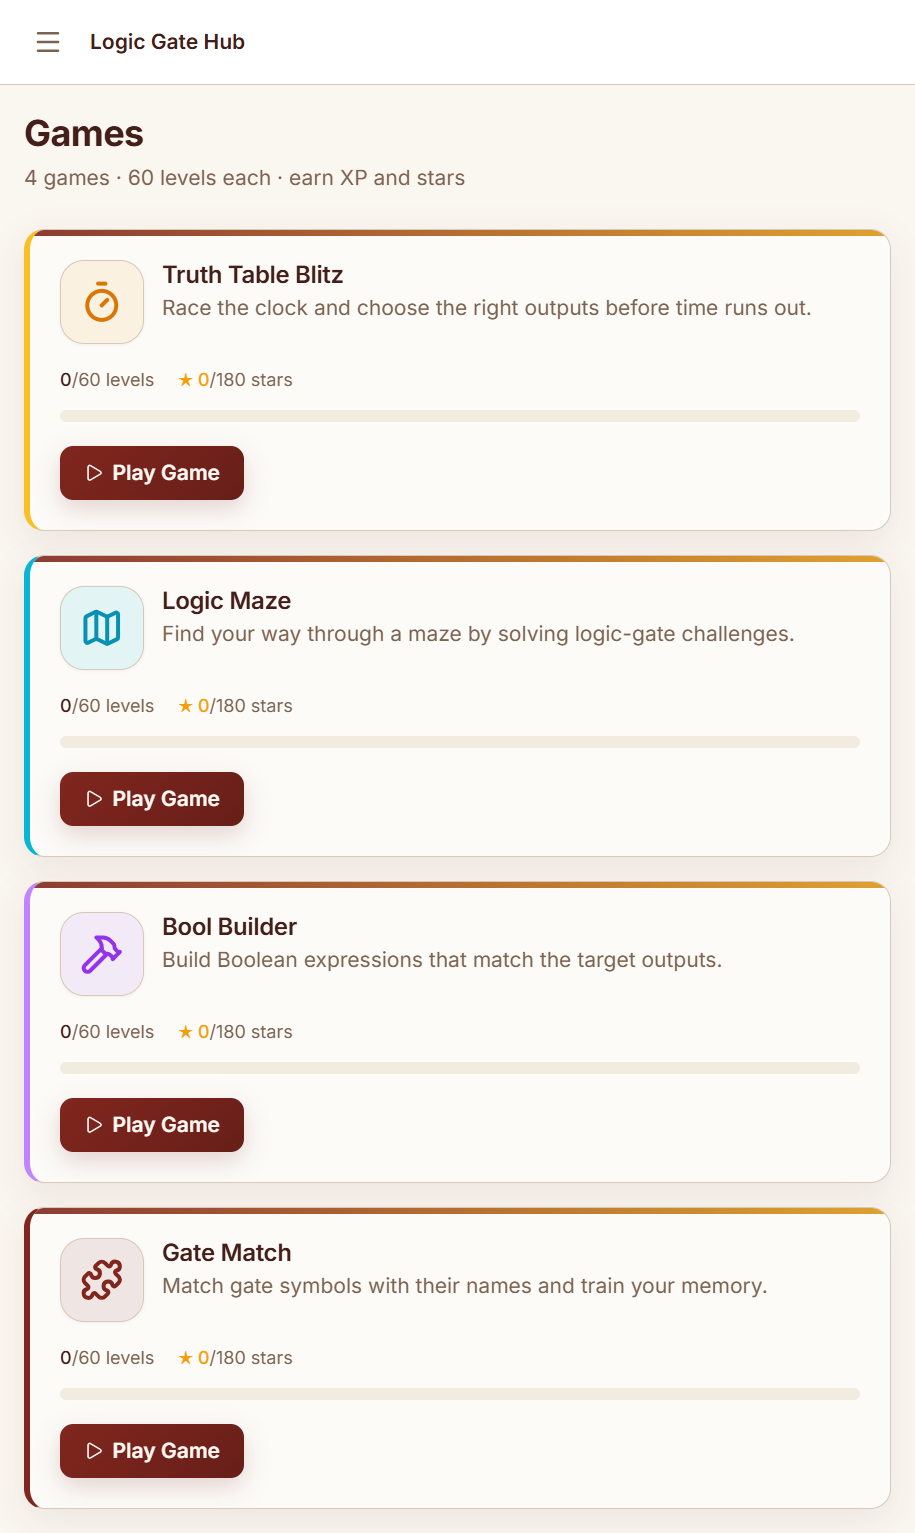 Logic Gate Hub
Games
4 games · 60 levels each · earn XP and stars
Truth Table Blitz
Race the clock and choose the right outputs before time runs out.
0/60 levels ★ 0/180 stars
Play Game
Logic Maze
Find your way through a maze by solving logic-gate challenges.
0/60 levels ★ 0/180 stars
Play Game
Bool Builder
Build Boolean expressions that match the target outputs.
0/60 levels ★ 0/180 stars
Play Game
Gate Match
Match gate symbols with their names and train your memory.
0/60 levels ★ 0/180 stars
Play Game